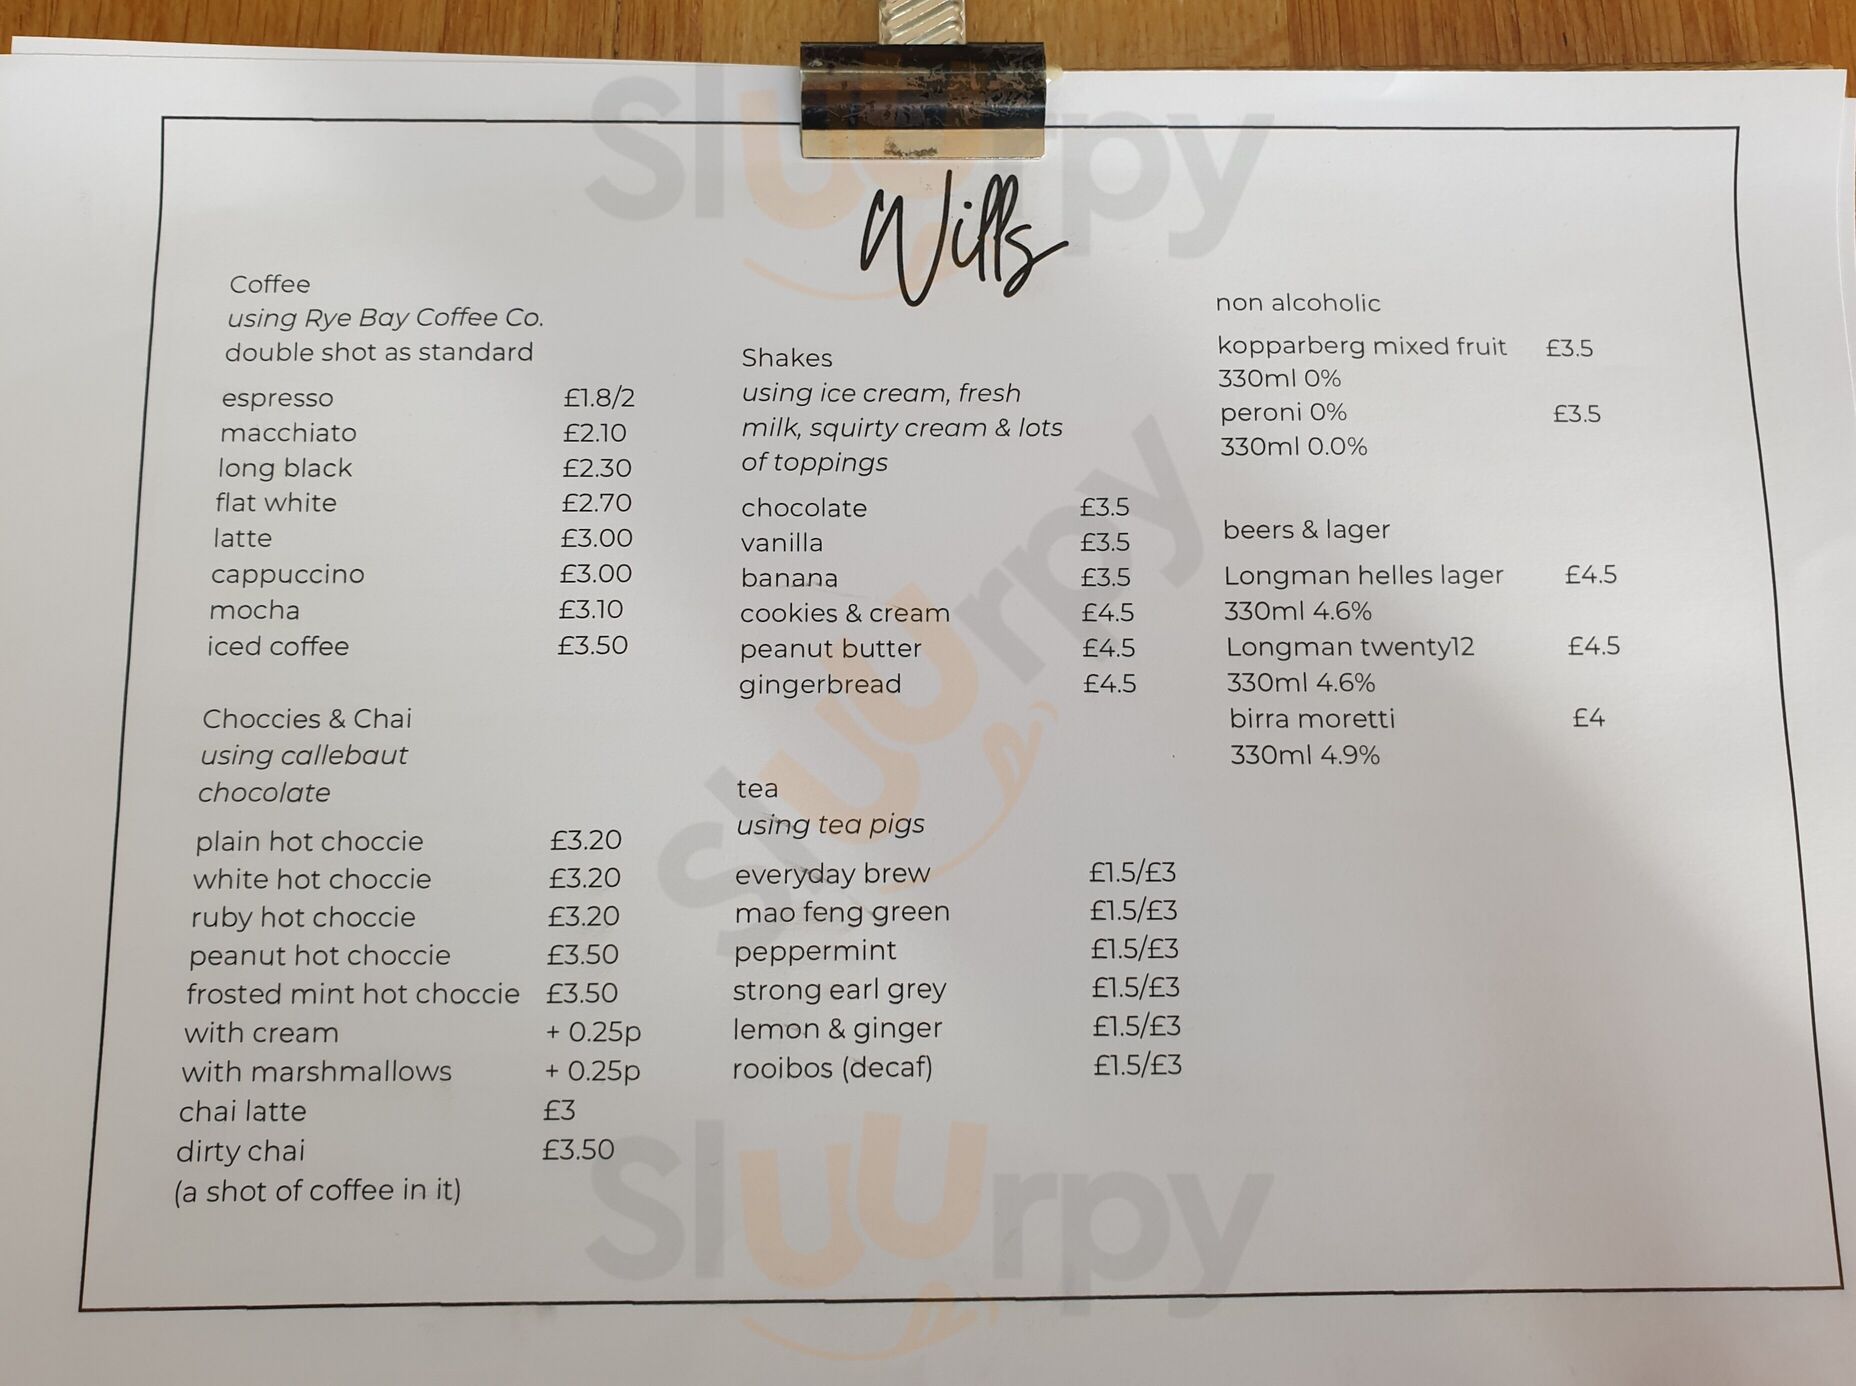 Wills
Coffee
using Rye Bay Coffee Co.
double shot as standard
espresso £1.8/2
macchiato £2.10
long black £2.30
flat white £2.70
latte £3.00
cappuccino £3.00
mocha £3.10
iced coffee £3.50
Choccies & Chai
using callebaut
chocolate
plain hot choccie £3.20
white hot choccie £3.20
ruby hot choccie £3.20
peanut hot choccie £3.50
frosted mint hot choccie £3.50
with cream + 0.25p
with marshmallows + 0.25p
chai latte £3
dirty chai £3.50
(a shot of coffee in it)
Shakes
using ice cream, fresh
milk, squirty cream & lots
of toppings
chocolate £3.5
vanilla £3.5
banana £3.5
cookies & cream £4.5
peanut butter £4.5
gingerbread £4.5
tea
using tea pigs
everyday brew £1.5/£3
mao feng green £1.5/£3
peppermint £1.5/£3
strong earl grey £1.5/£3
lemon & ginger £1.5/£3
rooibos (decaf) £1.5/£3
non alcoholic
kopparberg mixed fruit £3.5
330ml 0%
peroni 0% £3.5
330ml 0.0%
beers & lager
Longman helles lager £4.5
330ml 4.6%
Longman twenty12 £4.5
330ml 4.6%
birra moretti £4
330ml 4.9%
Sluurpy
Sluurpy
Sluurpy